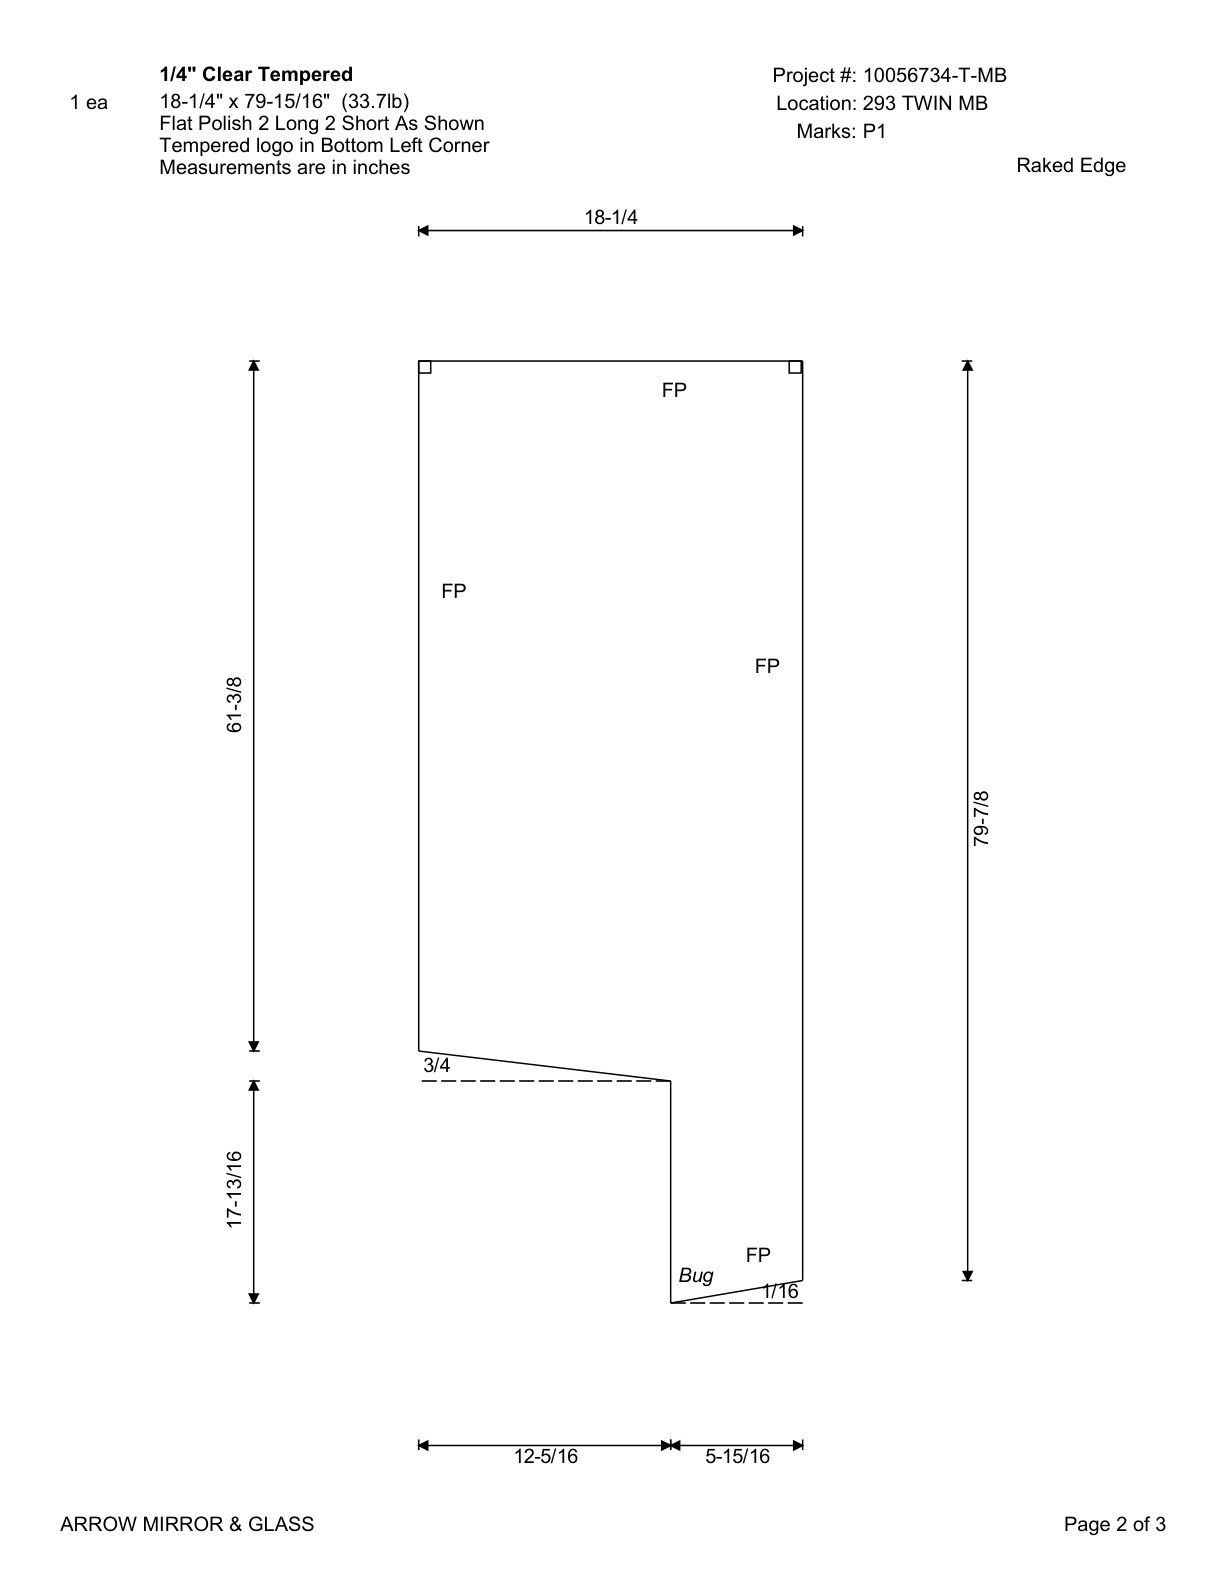 1/4" Clear Tempered
1 ea
18-1/4" x 79-15/16" (33.7lb)
Flat Polish 2 Long 2 Short As Shown
Tempered logo in Bottom Left Corner
Measurements are in inches
Project #: 10056734-T-MB
Location: 293 TWIN MB
Marks: P1
Raked Edge
18-1/4
FP
FP
FP
61-3/8
79-7/8
3/4
17-13/16
FP
Bug
1/16
12-5/16
5-15/16
ARROW MIRROR & GLASS
Page 2 of 3